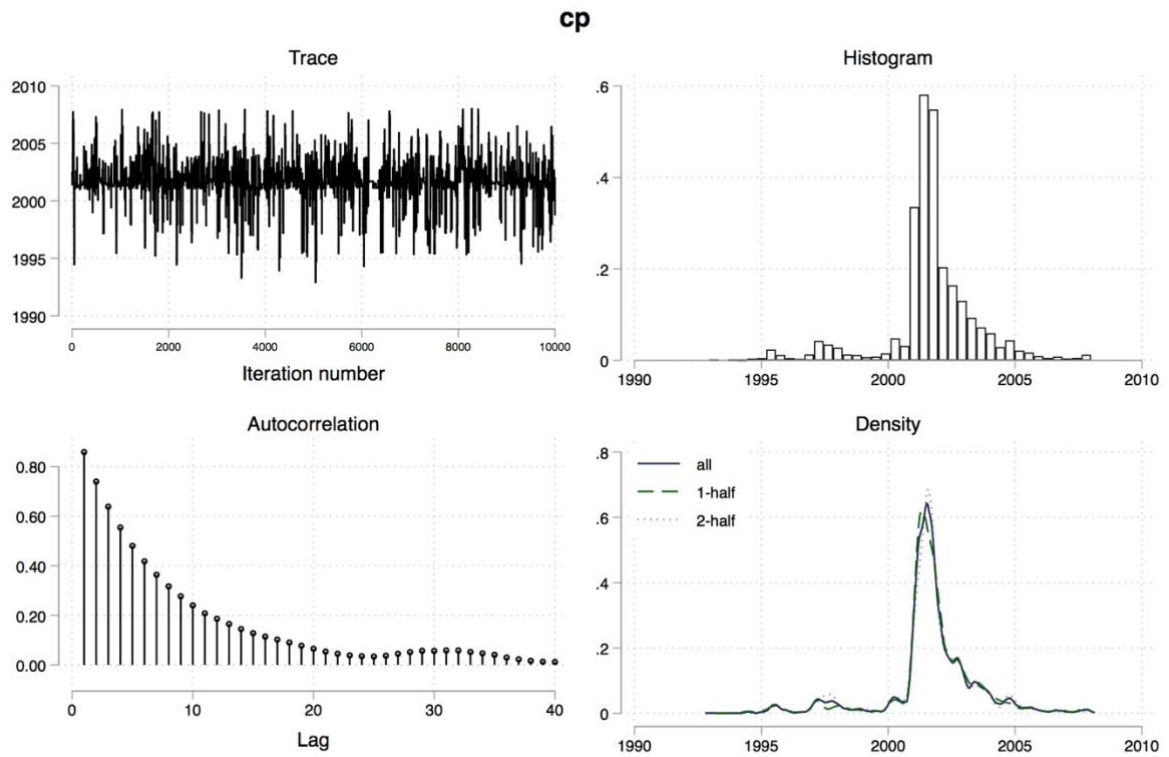 cp
Trace
2010
2005
2000
1995
1990
0 2000 4000 6000 8000 10000
Iteration number
Histogram
.6
.4
.2
0
1990 1995 2000 2005 2010
Autocorrelation
0.80
0.60
0.40
0.20
0.00
0 10 20 30 40
Lag
Density
.8
.6
.4
.2
0
all
1-half
2-half
1990 1995 2000 2005 2010